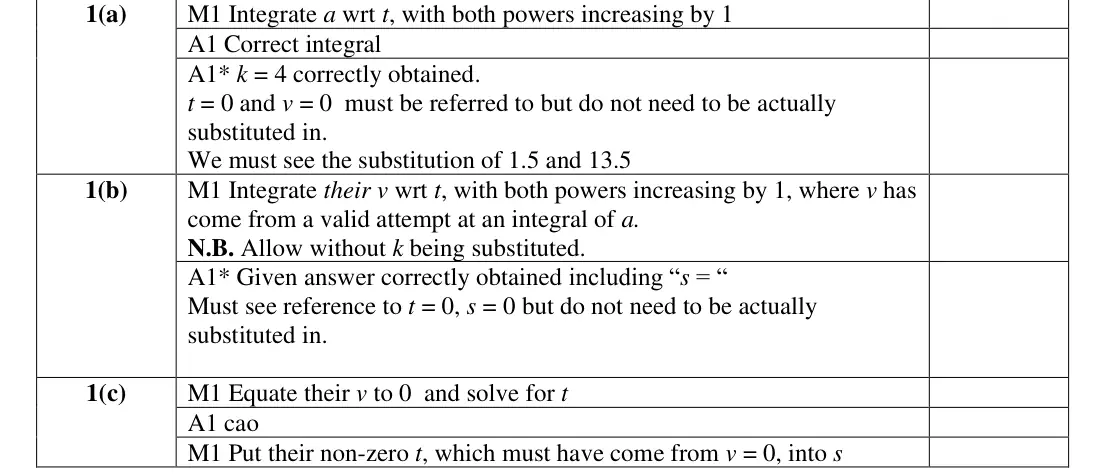 1(a) M1 Integrate a wrt t, with both powers increasing by 1
A1 Correct integral
A1* k = 4 correctly obtained.
t = 0 and v = 0 must be referred to but do not need to be actually
substituted in.
We must see the substitution of 1.5 and 13.5
1(b) M1 Integrate their v wrt t, with both powers increasing by 1, where v has
come from a valid attempt at an integral of a.
N.B. Allow without k being substituted.
A1* Given answer correctly obtained including “s = “
Must see reference to t = 0, s = 0 but do not need to be actually
substituted in.
1(c) M1 Equate their v to 0 and solve for t
A1 cao
M1 Put their non-zero t, which must have come from v = 0, into s